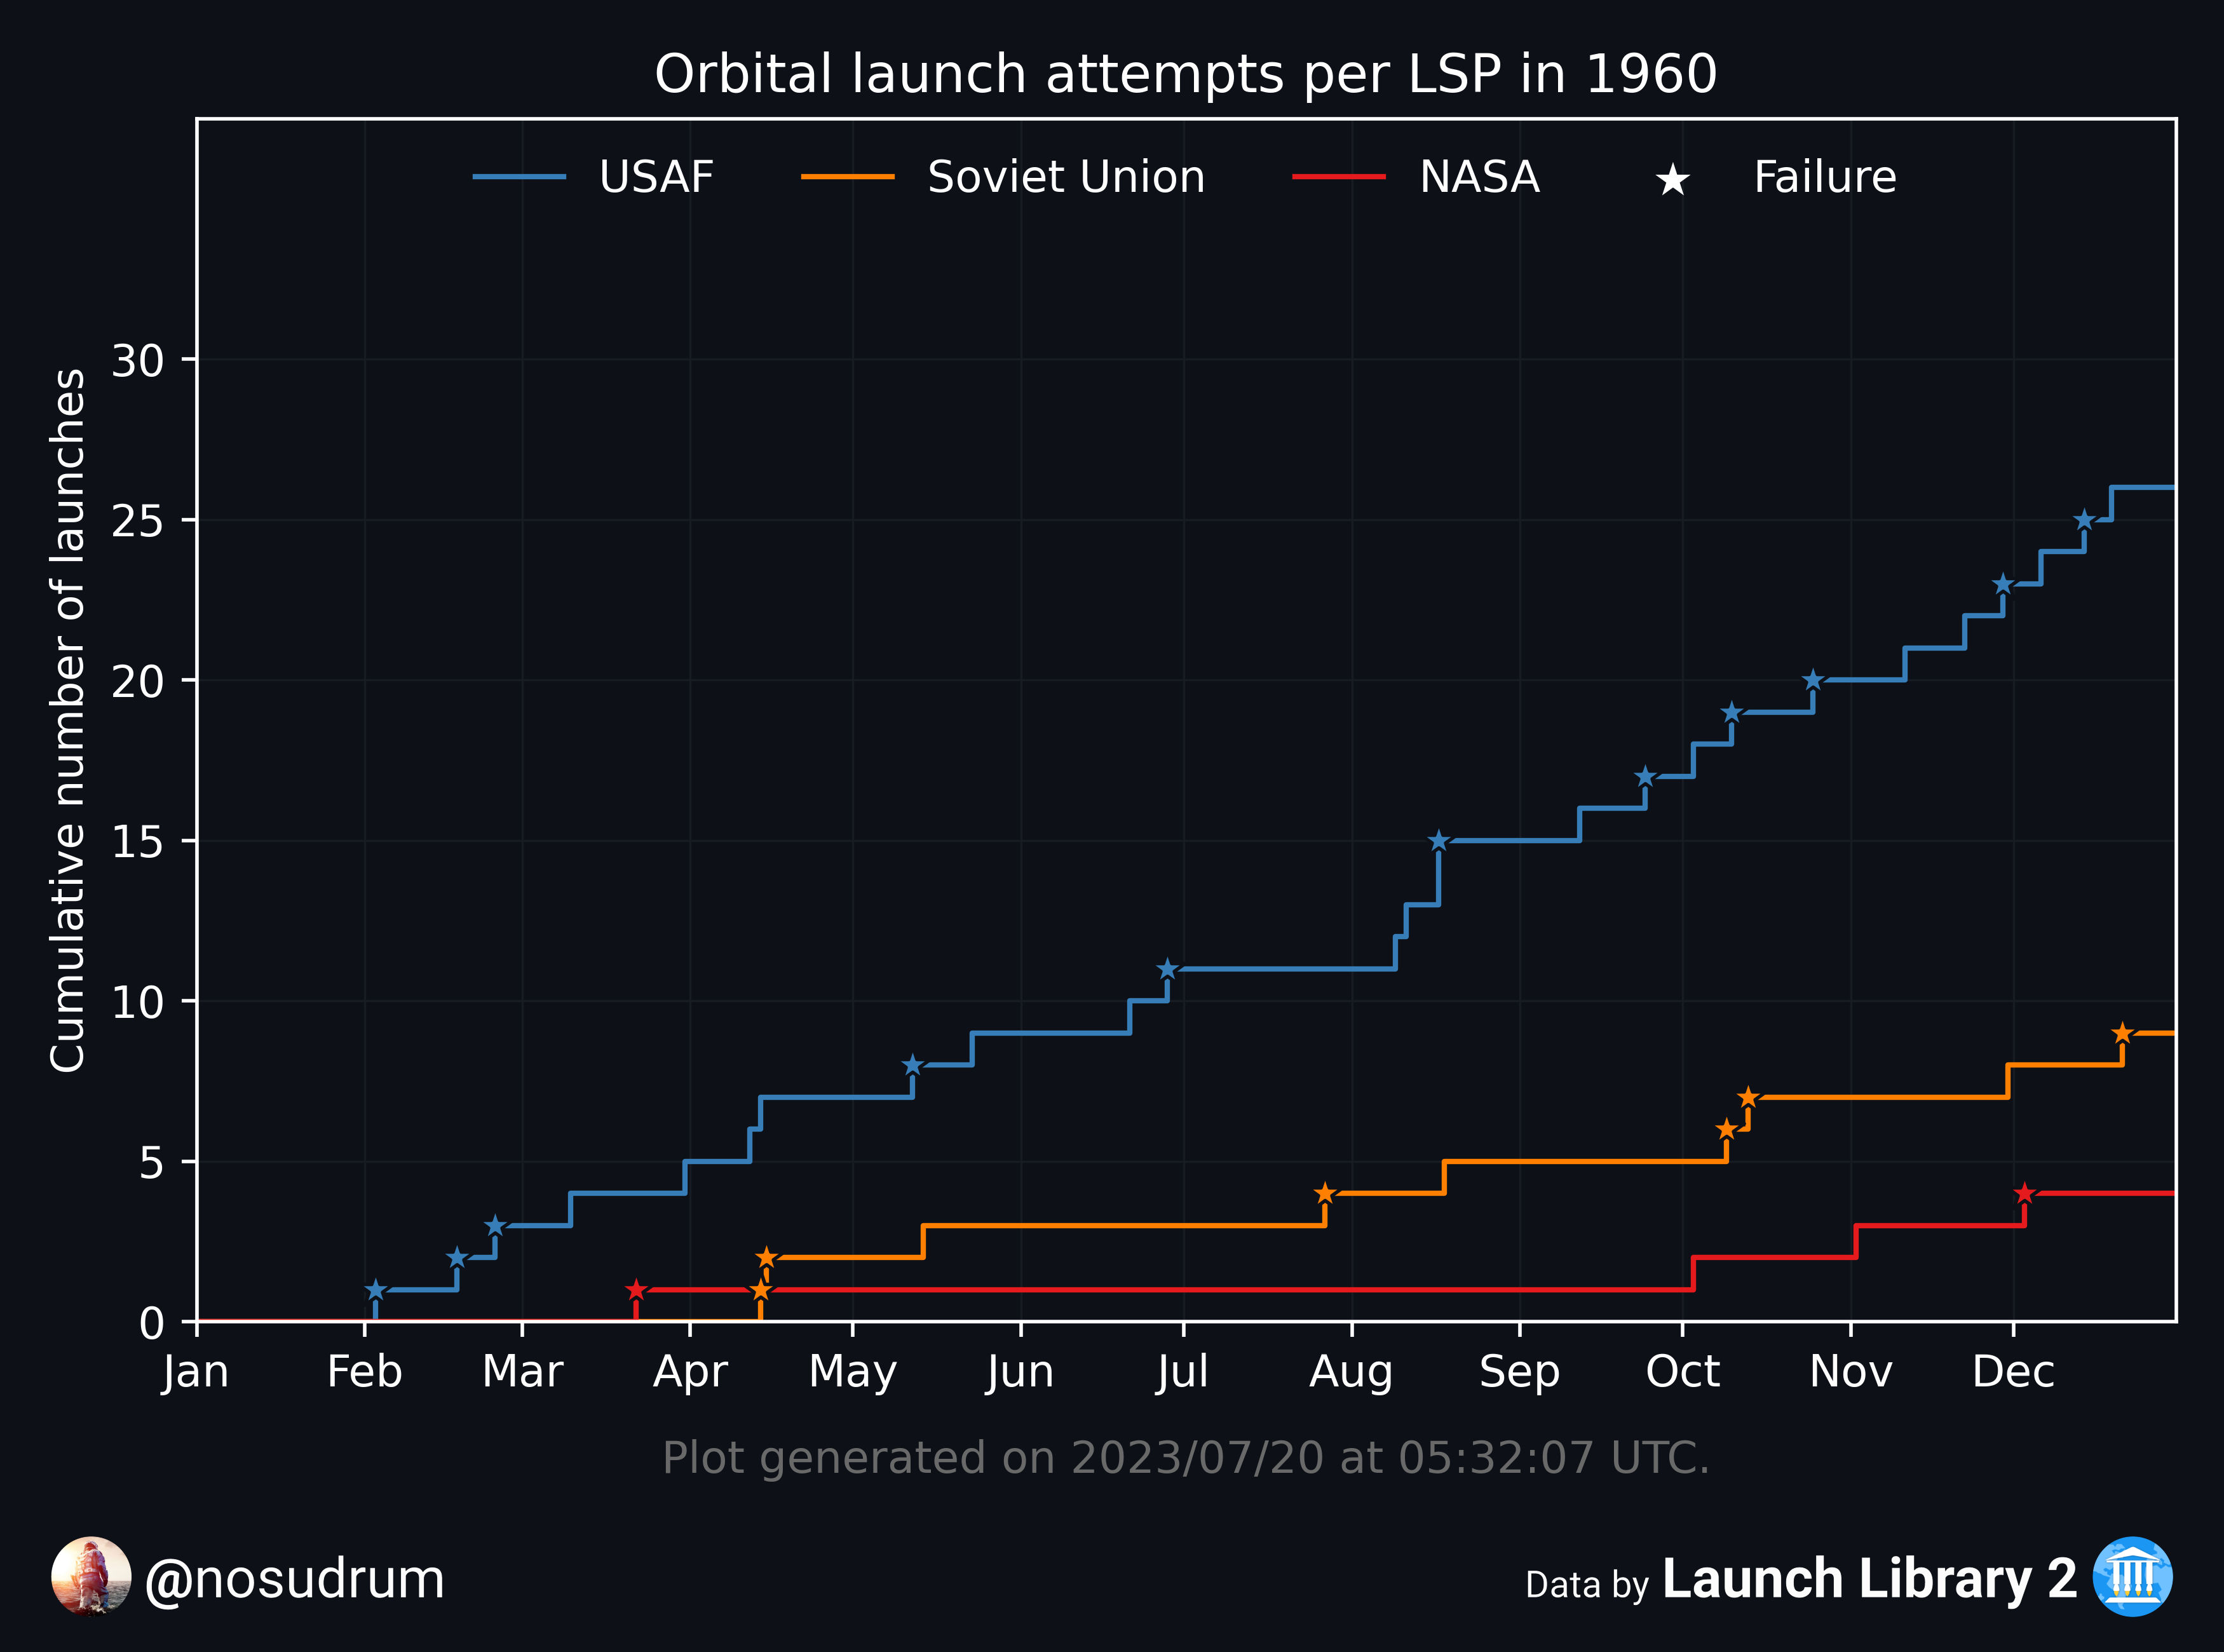 Orbital launch attempts per LSP in 1960
USAF Soviet Union NASA Failure
Cumulative number of launches
30
25
20
15
10
5
0
Jan Feb Mar Apr May Jun Jul Aug Sep Oct Nov Dec
Plot generated on 2023/07/20 at 05:32:07 UTC.
@nosudrum
Data by Launch Library 2